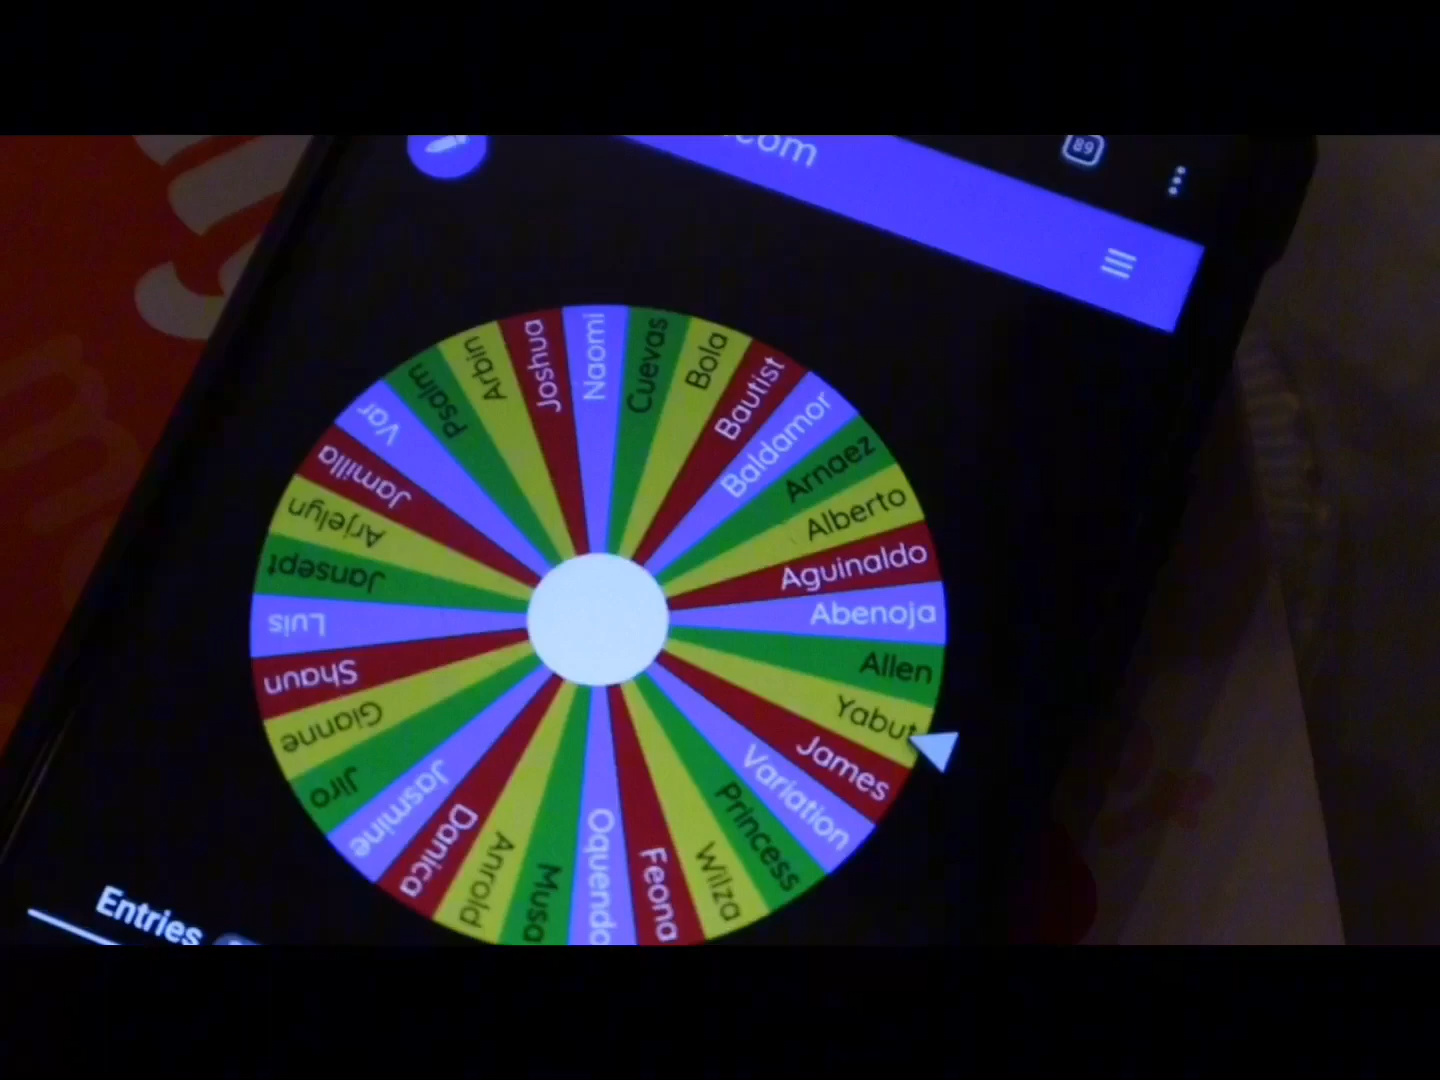 .com
89
Naomi
Cuevas
Bola
Bautist
Baldamor
Arnaez
Alberto
Aguinaldo
Abenoja
Allen
Yabut
James
Variation
Princess
Wilza
Feona
Oquendo
Musa
Anrold
Danica
Jasmine
Jiro
Gianne
Shaun
Luis
Jansept
Arjelyn
Jamilla
Var
Psalm
Arbin
Joshua
Entries